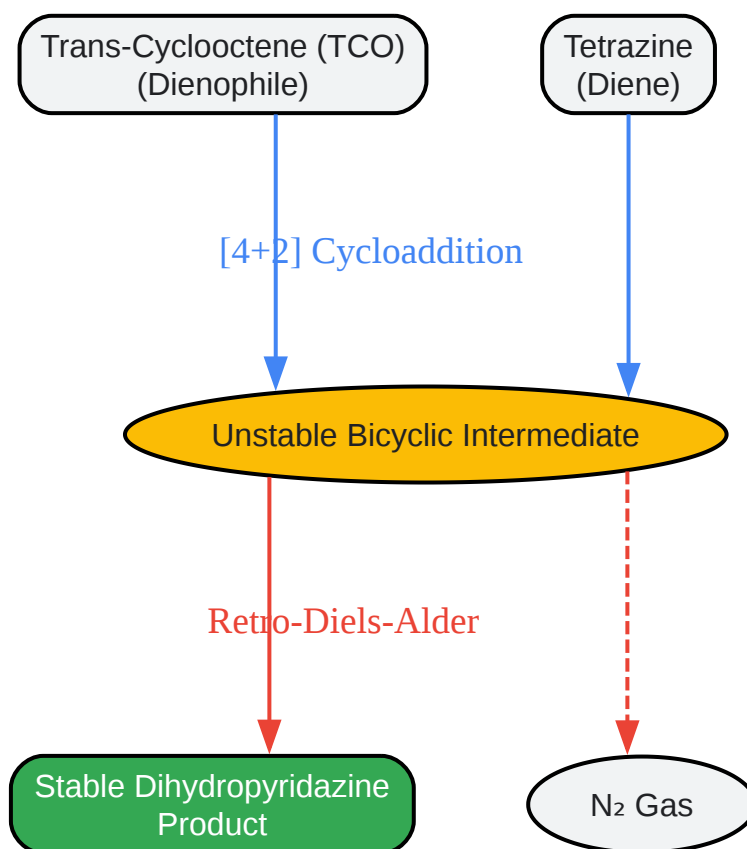 Trans-Cyclooctene (TCO)
(Dienophile)
Tetrazine
(Diene)
[4+2] Cycloaddition
Unstable Bicyclic Intermediate
Retro-Diels-Alder
Stable Dihydropyridazine
Product
N₂ Gas